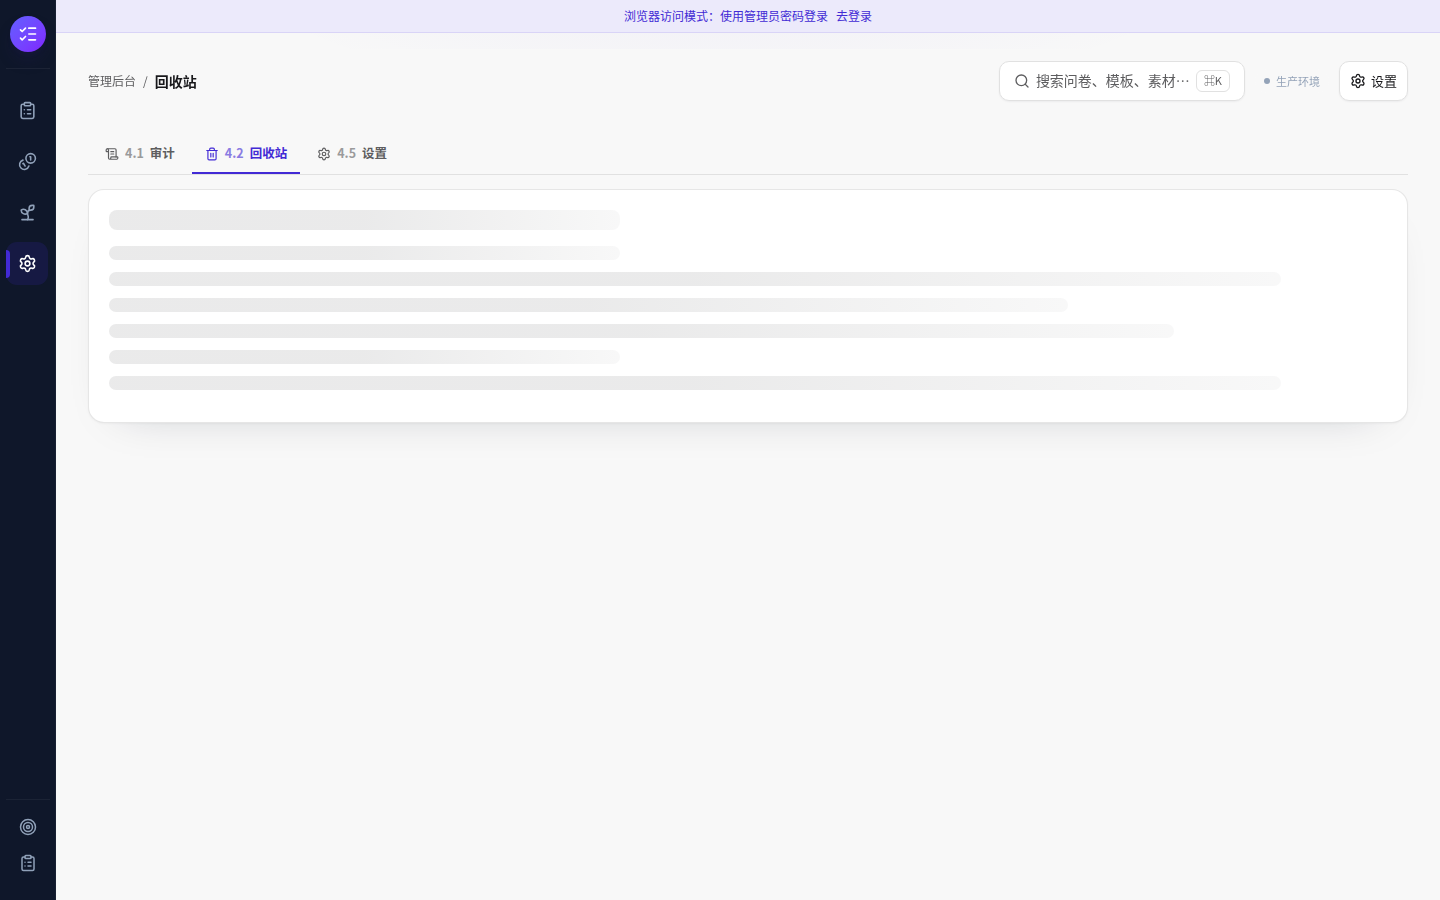 浏览器访问模式：使用管理员密码登录 去登录
管理后台 / 回收站
搜索问卷、模板、素材… ⌘K
生产环境
设置
4.1 审计
4.2 回收站
4.5 设置